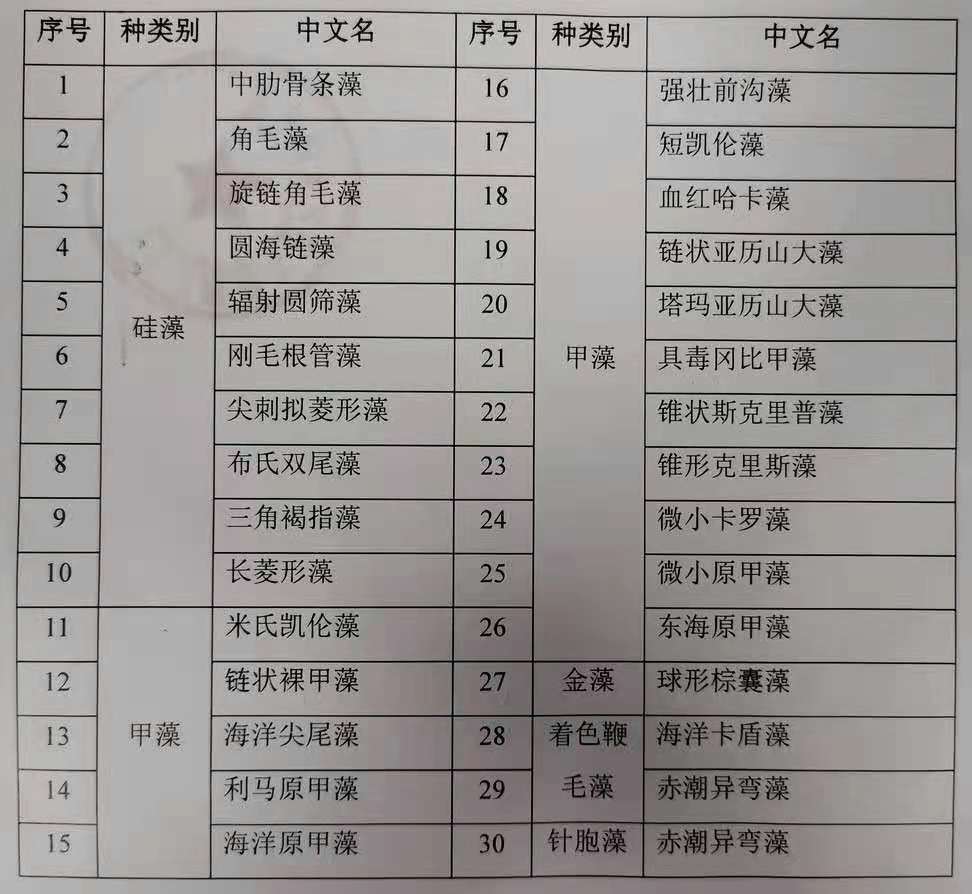 序号 种类别 中文名 序号 种类别 中文名
1 中肋骨条藻 16 强壮前沟藻
2 角毛藻 17 短凯伦藻
3 旋链角毛藻 18 血红哈卡藻
4 圆海链藻 19 链状亚历山大藻
5 硅藻 辐射圆筛藻 20 塔玛亚历山大藻
6 刚毛根管藻 21 甲藻 具毒冈比甲藻
7 尖刺拟菱形藻 22 锥状斯克里普藻
8 布氏双尾藻 23 锥形克里斯藻
9 三角褐指藻 24 微小卡罗藻
10 长菱形藻 25 微小原甲藻
11 米氏凯伦藻 26 东海原甲藻
12 链状裸甲藻 27 金藻 球形棕囊藻
13 甲藻 海洋尖尾藻 28 着色鞭 海洋卡盾藻
14 利马原甲藻 29 毛藻 赤潮异弯藻
15 海洋原甲藻 30 针胞藻 赤潮异弯藻